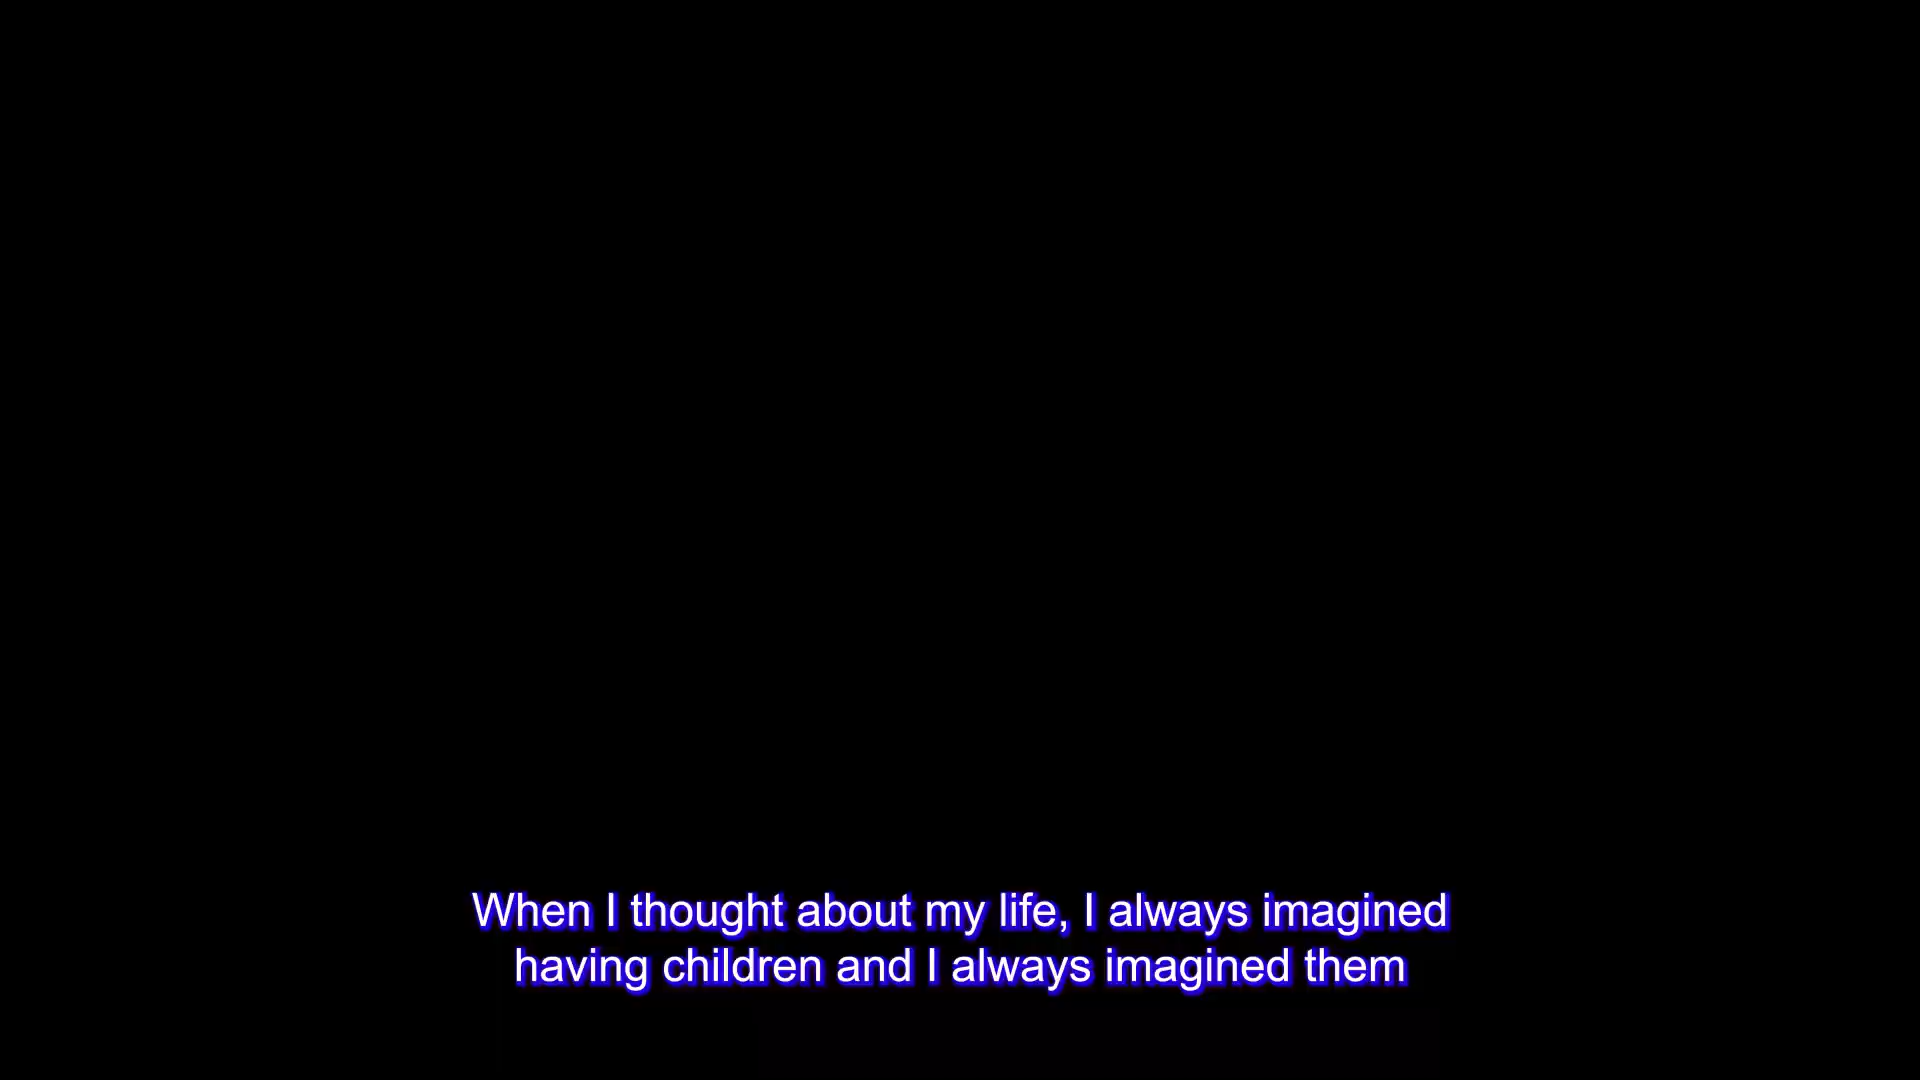 When I thought about my life, I always imagined
having children and I always imagined them